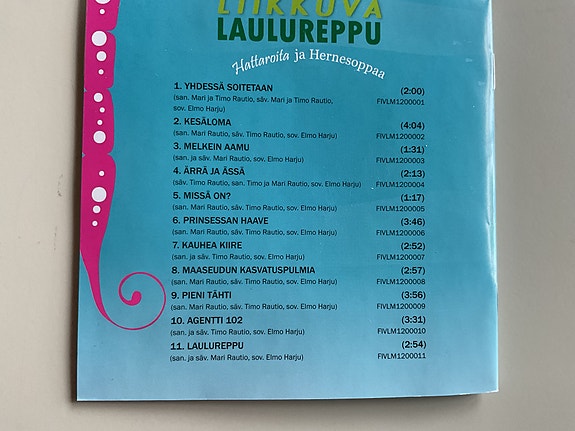 LIIKKUVA
LAULUREPPU
Hattaroita ja Hernesoppaa
1. YHDESSÄ SOITETAAN (2:00)
(san. Mari ja Timo Rautio, säv. Mari ja Timo Rautio, FIVLM1200001
sov. Elmo Harju)
2. KESÄLOMA (4:04)
(san. Mari Rautio, säv. Timo Rautio, sov. Elmo Harju) FIVLM1200002
3. MELKEIN AAMU (1:31)
(san. ja säv. Mari Rautio, sov. Elmo Harju) FIVLM1200003
4. ÄRRÄ JA ÄSSÄ (2:13)
(säv. Timo Rautio, san. Timo ja Mari Rautio, sov. Elmo Harju) FIVLM1200004
5. MISSÄ ON? (1:17)
(san. Mari Rautio, säv. Timo Rautio, sov. Elmo Harju) FIVLM1200005
6. PRINSESSAN HAAVE (3:46)
(san. Mari Rautio, säv. Timo Rautio, sov. Elmo Harju) FIVLM1200006
7. KAUHEA KIIRE (2:52)
(san. ja säv. Timo Rautio, sov. Elmo Harju) FIVLM1200007
8. MAASEUDUN KASVATUSPULMIA (2:57)
(san. Mari Rautio, säv. Timo Rautio, sov. Elmo Harju) FIVLM1200008
9. PIENI TÄHTI (3:56)
(san. Mari Rautio, säv. Timo Rautio, sov. Elmo Harju) FIVLM1200009
10. AGENTTI 102 (3:31)
(san. ja säv. Timo Rautio, sov. Elmo Harju) FIVLM1200010
11. LAULUREPPU (2:54)
(san. ja säv. Mari Rautio, sov. Elmo Harju) FIVLM1200011